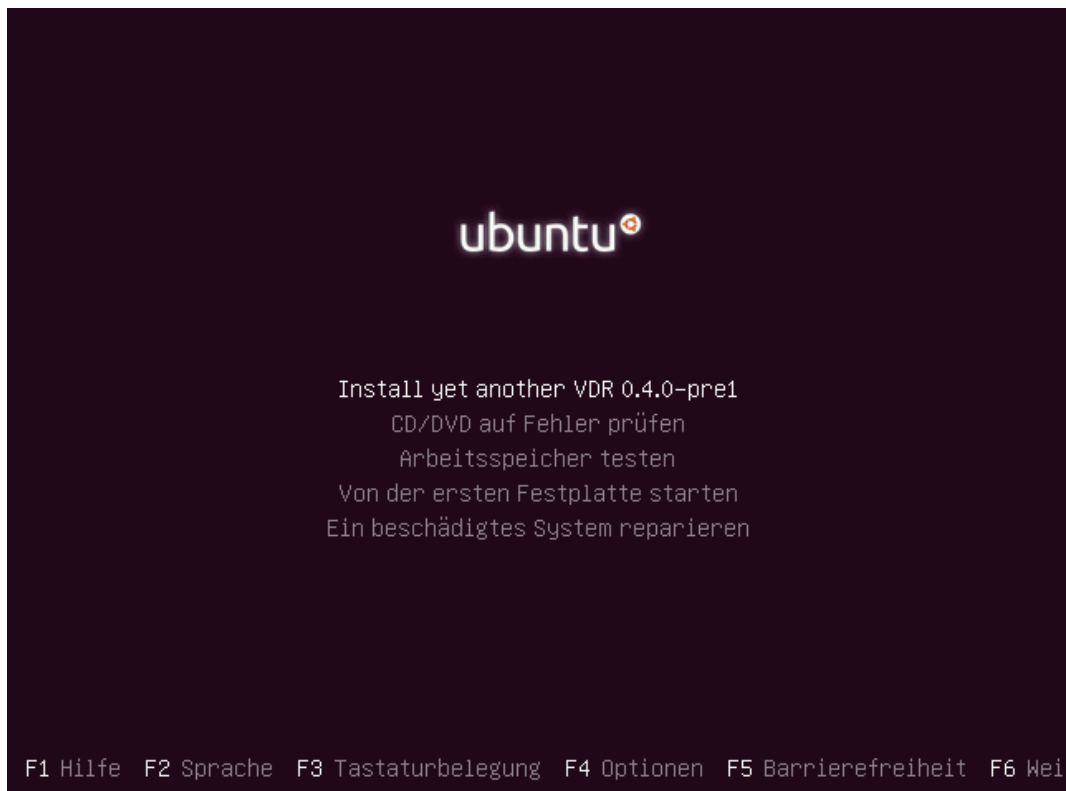 ubuntu
Install yet another VDR 0.4.0-pre1
CD/DVD auf Fehler prüfen
Arbeitsspeicher testen
Von der ersten Festplatte starten
Ein beschädigtes System reparieren
F1 Hilfe F2 Sprache F3 Tastaturbelegung F4 Optionen F5 Barrierefreiheit F6 Wei